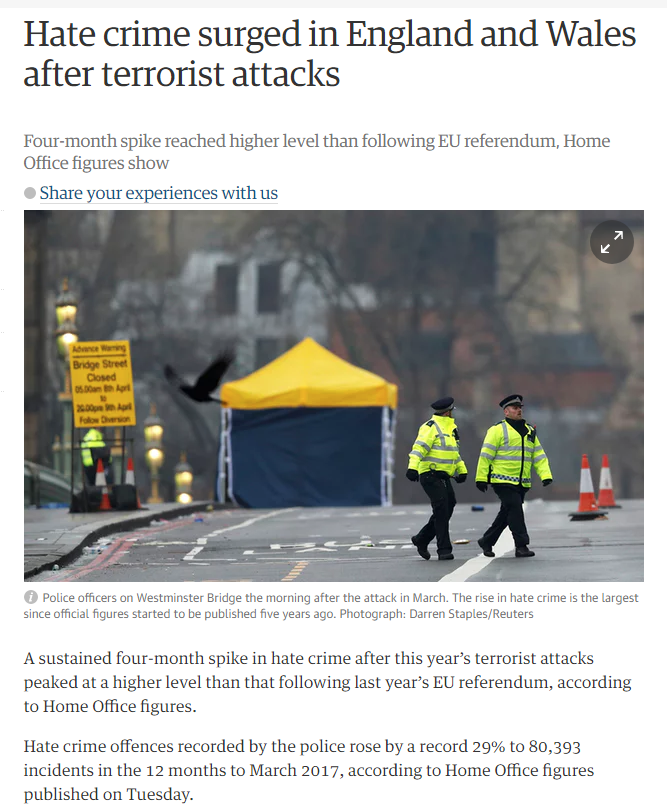 Hate crime surged in England and Wales
after terrorist attacks
Four-month spike reached higher level than following EU referendum, Home
Office figures show
Share your experiences with us
Advance Warning
Bridge Street
Closed
05.00am 8th April
to
20.00pm 9th April
Follow Diversion
Police officers on Westminster Bridge the morning after the attack in March. The rise in hate crime is the largest
since official figures started to be published five years ago. Photograph: Darren Staples/Reuters
A sustained four-month spike in hate crime after this year’s terrorist attacks
peaked at a higher level than that following last year’s EU referendum, according
to Home Office figures.
Hate crime offences recorded by the police rose by a record 29% to 80,393
incidents in the 12 months to March 2017, according to Home Office figures
published on Tuesday.